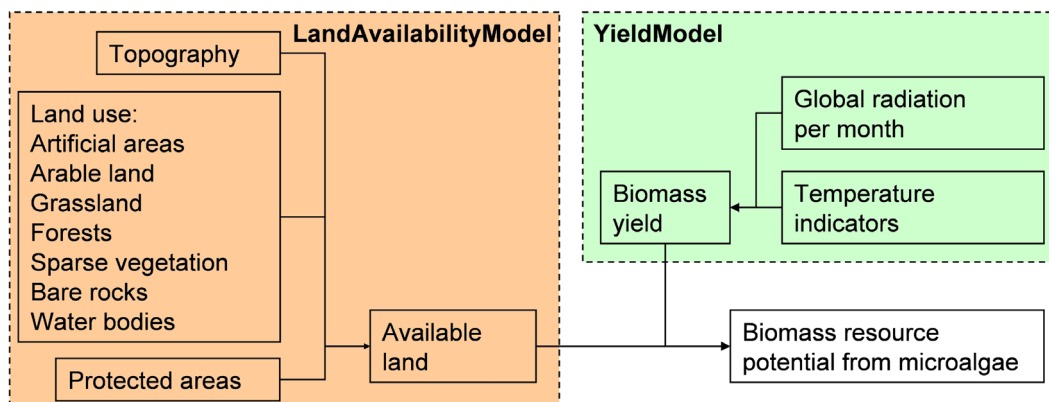 LandAvailabilityModel
Topography
Land use:
Artificial areas
Arable land
Grassland
Forests
Sparse vegetation
Bare rocks
Water bodies
Protected areas
Available
land
YieldModel
Global radiation
per month
Biomass
yield
Temperature
indicators
Biomass resource
potential from microalgae